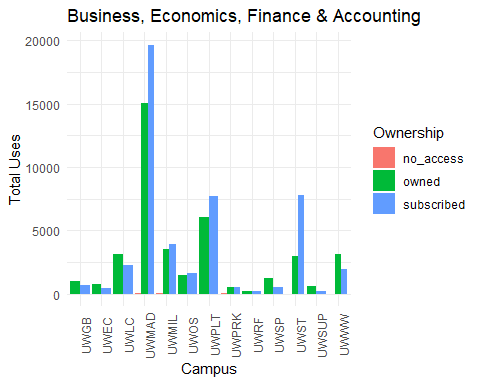 Business, Economics, Finance & Accounting
20000
15000
10000
5000
0
Total Uses
UWGB
UWEC
UWLC
UWMAD
UWMIL
UWOS
UWPLT
UWPRK
UWRF
UWSP
UWST
UWSUP
UWWW
Campus
Ownership
no_access
owned
subscribed